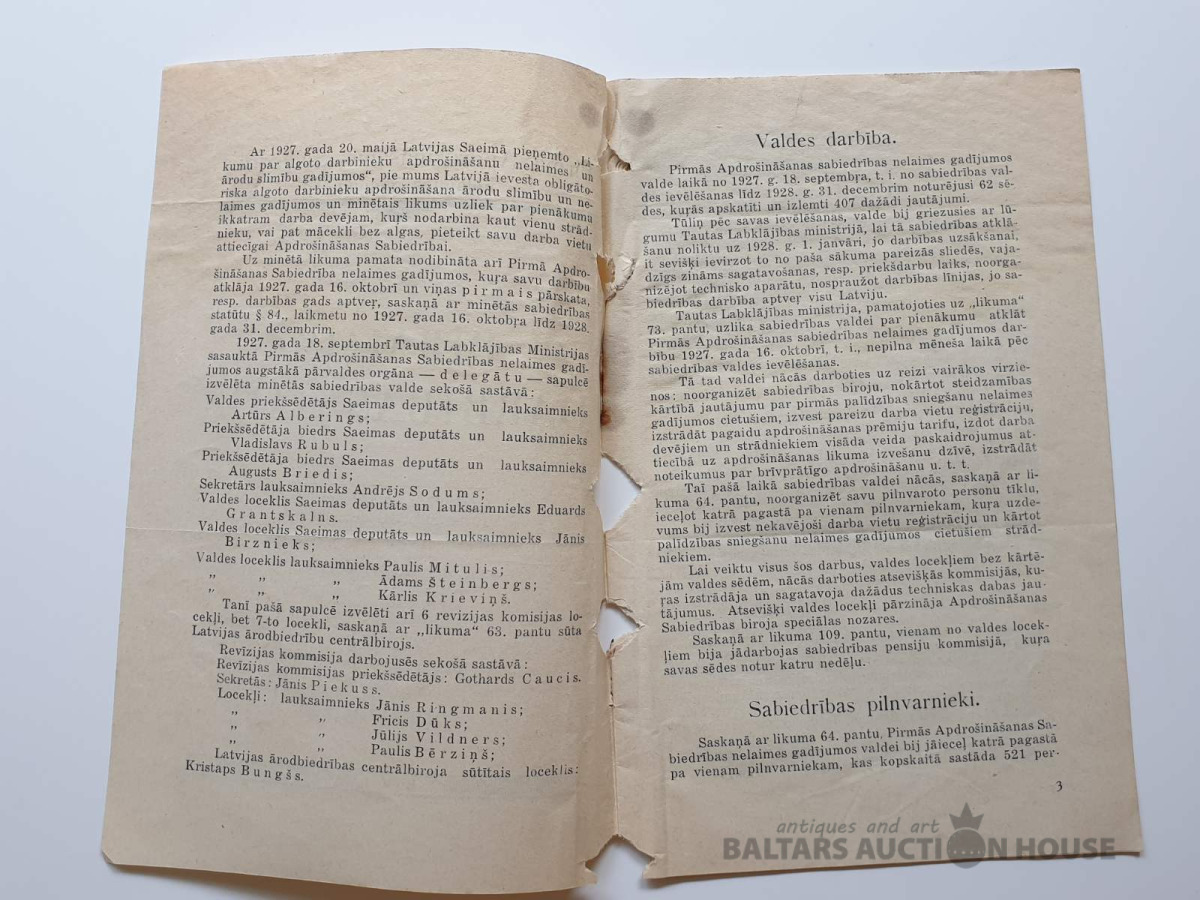 Ar 1927. gada 20. maijā Latvijas Saeimā pieņemto „Li-
kumu par algoto darbinieku apdrošināšanu nelaimes un
ārodu slimību gadījumos“, pie mums Latvijā ievesta obligāto-
riska algoto darbinieku apdrošināšana ārodu slimību un ne-
laimes gadījumos un minētais likums uzliek par pienākumu
ikkatram darba devējam, kuŗš nodarbina kaut vienu strād-
nieku, vai pat mācekli bez algas, pieteikt savu darba vietu
attiecīgai Apdrošināšanas Sabiedrībai.
Uz minētā likuma pamata nodibināta arī Pirmā Apdro-
šināšanas Sabiedrība nelaimes gadījumos, kuŗa savu darbību
atklāja 1927. gada 16. oktobrī un viņas pirmais pārskata,
resp. darbības gads aptveŗ, saskaņā ar minētās sabiedrības
statūtu § 84., laikmetu no 1927. gada 16. oktobŗa līdz 1928.
gada 31. decembrim.
1927. gada 18. septembrī Tautas Labklājības Ministrijas
sasauktā Pirmās Apdrošināšanas Sabiedrības nelaimes gadī-
jumos augstākā pārvaldes orgāna — delegātu — sapulcē
izvēlēta minētās sabiedrības valde sekošā sastāvā:
Valdes priekšsēdētājs Saeimas deputāts un lauksaimnieks
Artūrs Alberings;
Priekšsēdētāja biedrs Saeimas deputāts un lauksaimnieks
Vladislavs Rubuls;
Priekšsēdētāja biedrs Saeimas deputāts un lauksaimnieks
Augusts Briedis;
Sekretārs lauksaimnieks Andrējs Sodums;
Valdes loceklis Saeimas deputāts un lauksaimnieks Eduards
Grantskalns.
Valdes loceklis Saeimas deputāts un lauksaimnieks Jānis
Birznieks;
Valdes loceklis lauksaimnieks Paulis Mitulis;
„ „ „ Ādams Šteinbergs;
„ „ „ Kārlis Krieviņš.
Tanī pašā sapulcē izvēlēti arī 6 revizijas komisijas lo-
cekļi, bet 7-to locekli, saskaņā ar „likuma“ 63. pantu sūta
Latvijas ārodbiedrību centrālbirojs.
Revīzijas kommisija darbojusēs sekošā sastāvā:
Revīzijas kommisijas priekšsēdētājs: Gothards Caucis.
Sekretās: Jānis Piekuss.
Locekļi: lauksaimnieks Jānis Ringmanis;
„ „ Fricis Dūks;
„ „ Jūlijs Vildners;
„ „ Paulis Bērziņš;
Latvijas ārodbiedrības centrālbiroja sūtītais loceklis:
Kristaps Bungšs.
Valdes darbība.
Pirmās Apdrošināšanas sabiedrības nelaimes gadījumos
valde laikā no 1927. g. 18. septembŗa, t. i. no sabiedrības val-
des ievēlēšanas līdz 1928. g. 31. decembrim noturējusi 62 sē-
des, kuŗās apskatīti un izlemti 407 dažādi jautājumi.
Tūliņ pēc savas ievēlēšanas, valde bij griezusies ar lū-
gumu Tautas Labklājības ministrijā, lai tā sabiedrības atklā-
šanu noliktu uz 1928. g. 1. janvāri, jo darbības uzsākšanai,
it sevišķi ievirzot to no paša sākuma pareizās sliedēs, vaja-
dzīgs zināms sagatavošanas, resp. priekšdarbu laiks, noorga-
nizējot technisko aparātu, nospraužot darbības līnijas, jo sa-
biedrības darbība aptver visu Latviju.
Tautas Labklājības ministrija, pamatojoties uz „likuma“
73. pantu, uzlika sabiedrības valdei par pienākumu atklāt
Pirmās Apdrošināšanas sabiedrības nelaimes gadījumos dar-
bību 1927. gada 16. oktobrī, t. i., nepilna mēneša laikā pēc
sabiedrības valdes ievēlēšanas.
Tā tad valdei nācās darboties uz reizi vairākos virzie-
nos; noorganizēt sabiedrības biroju, nokārtot steidzamības
kārtībā jautājumu par pirmās palīdzības sniegšanu nelaimes
gadījumos cietušiem, izvest pareizu darba vietu reģistrāciju,
izstrādāt pagaidu apdrošināšanas prēmiju tarifu, izdot darba
devējiem un strādniekiem visāda veida paskaidrojumus at-
tiecībā uz apdrošināšanas likuma izvešanu dzīvē, izstrādāt
noteikumus par brīvprātīgo apdrošināšanu u. t. t.
Taī pašā laikā sabiedrības valdei nācās, saskaņā ar li-
kuma 64. pantu, noorganizēt savu pilnvaroto personu tīklu,
ieceļot katrā pagastā pa vienam pilnvarniekam, kuŗa uzde-
vums bij izvest nekavējoši darba vietu reģistrāciju un kārtot
palīdzības sniegšanu nelaimes gadījumos cietušiem strād-
niekiem.
Lai veiktu visus šos darbus, valdes locekļiem bez kārtē-
jām valdes sēdēm, nācās darboties atsevišķās kommisijās, ku-
ŗas izstrādāja un sagatavoja dažādus techniskas dabas jau-
tājumus. Atsevišķi valdes locekļi pārzināja Apdrošināšanas
Sabiedrības biroja speciālas nozares.
Saskaņā ar likuma 109. pantu, vienam no valdes locek-
ļiem bija jādarbojas sabiedrības pensiju kommisijā, kuŗa
savas sēdes notur katru nedēļu.
Sabiedrības pilnvarnieki.
Saskaņā ar likuma 64. pantu, Pirmās Apdrošināšanas Sa-
biedrības nelaimes gadījumos valdei bij jāieceļ katrā pagastā
pa vienam pilnvarniekam, kas kopskaitā sastāda 521 per-
3
antiques and art
BALTARS AUCTION HOUSE